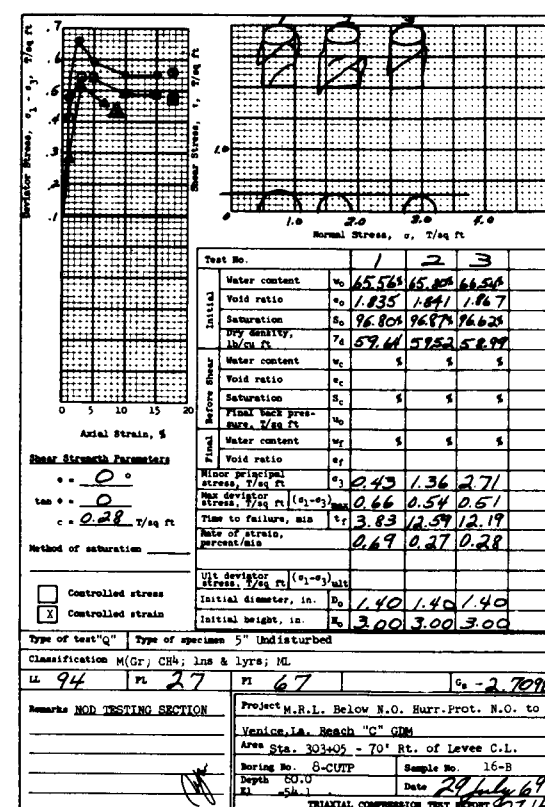 1 2 3
Deviator Stress, σ1 - σ3, T/sq ft
.7
.6
.5
.4
.3
.2
.1
0 5 10 15 20
Axial Strain, %
Shear Stress, τ, T/sq ft
1.0
0 1.0 2.0 3.0 4.0
Normal Stress, σ, T/sq ft
Shear Strength Parameters
φ = 0 °
tan φ = 0
c = 0.28 T/sq ft
Method of saturation
Controlled stress
X Controlled strain
Test No. 1 2 3
Initial
Water content w0 65.56% 65.80% 66.56%
Void ratio e0 1.835 1.841 1.867
Saturation S0 96.80% 96.87% 96.62%
Dry density, lb/cu ft γd 59.64 59.52 58.99
Before Shear
Water content wc % % %
Void ratio ec
Saturation Sc % % %
Final back pressure, T/sq ft u0
Final
Water content wf % % %
Void ratio ef
Minor principal stress, T/sq ft σ3 0.43 1.36 2.71
Max deviator stress, T/sq ft (σ1-σ3)max 0.66 0.54 0.51
Time to failure, min tf 3.83 12.59 12.19
Rate of strain, percent/min 0.69 0.27 0.28
Ult deviator stress, T/sq ft (σ1-σ3)ult
Initial diameter, in. D0 1.40 1.40 1.40
Initial height, in. H0 3.00 3.00 3.00
Type of test "Q" Type of specimen 5" Undisturbed
Classification M(Gr; CH4; lns & lyrs; ML
LL 94 PL 27 PI 67 Gs - 2.709
Remarks NOD TESTING SECTION
Project M.R.L. Below N.O. Hurr.Prot. N.O. to
Venice,La. Reach "C" GDM
Area Sta. 303+05 - 70' Rt. of Levee C.L.
Boring No. 8-CUTP Sample No. 16-B
Depth 60.0
El -54.1 Date 29 July 69
TRIAXIAL COMPRESSION TEST REPORT